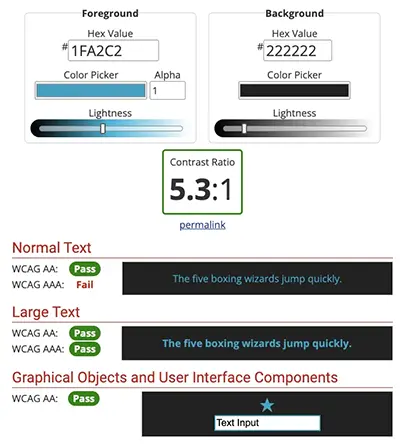 Foreground
Background
Hex Value
# 1FA2C2
Hex Value
# 222222
Color Picker
Alpha
1
Color Picker
Lightness
Lightness
Contrast Ratio
5.3:1
permalink
Normal Text
WCAG AA: Pass
WCAG AAA: Fail
The five boxing wizards jump quickly.
Large Text
WCAG AA: Pass
WCAG AAA: Pass
The five boxing wizards jump quickly.
Graphical Objects and User Interface Components
WCAG AA: Pass
Text Input